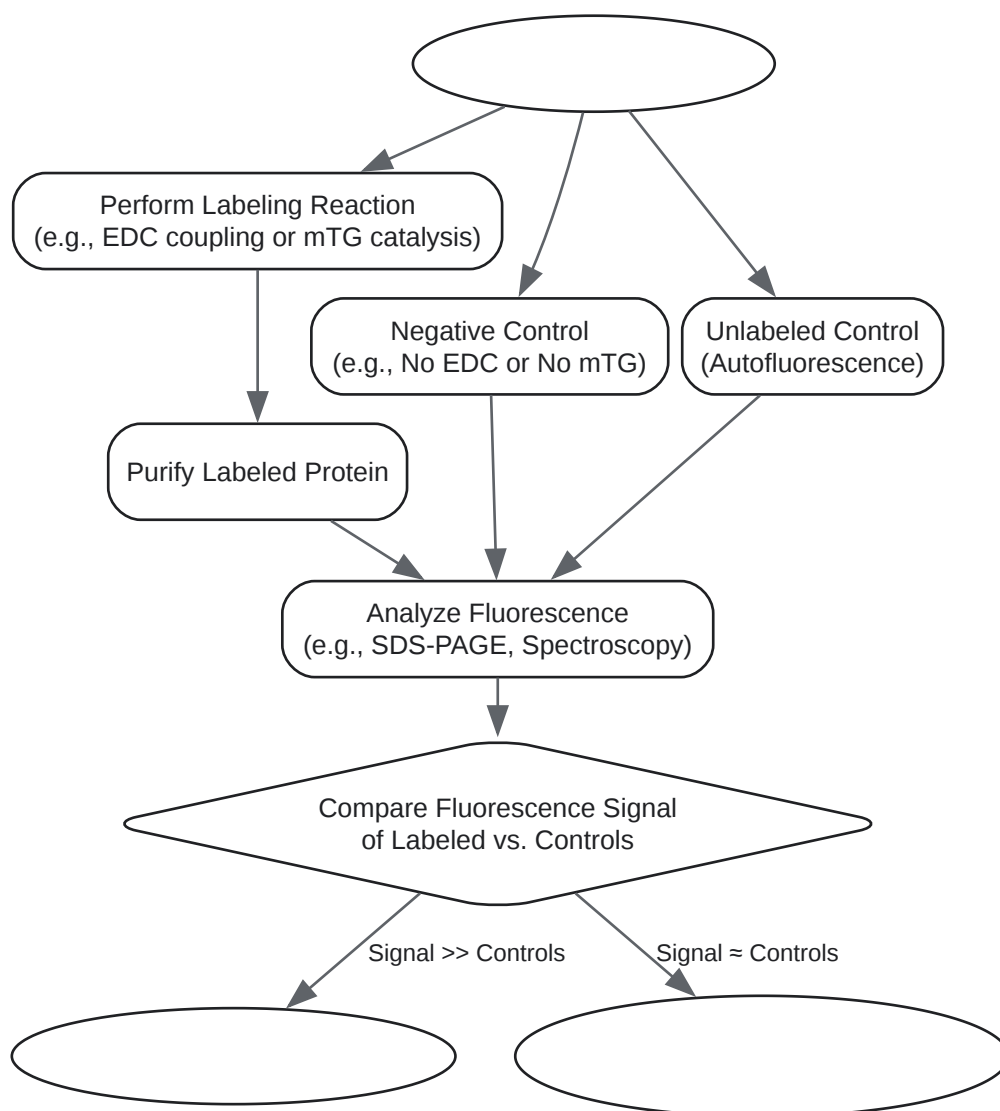 Perform Labeling Reaction
(e.g., EDC coupling or mTG catalysis)
Negative Control
(e.g., No EDC or No mTG)
Unlabeled Control
(Autofluorescence)
Purify Labeled Protein
Analyze Fluorescence
(e.g., SDS-PAGE, Spectroscopy)
Compare Fluorescence Signal
of Labeled vs. Controls
Signal >> Controls
Signal ≈ Controls